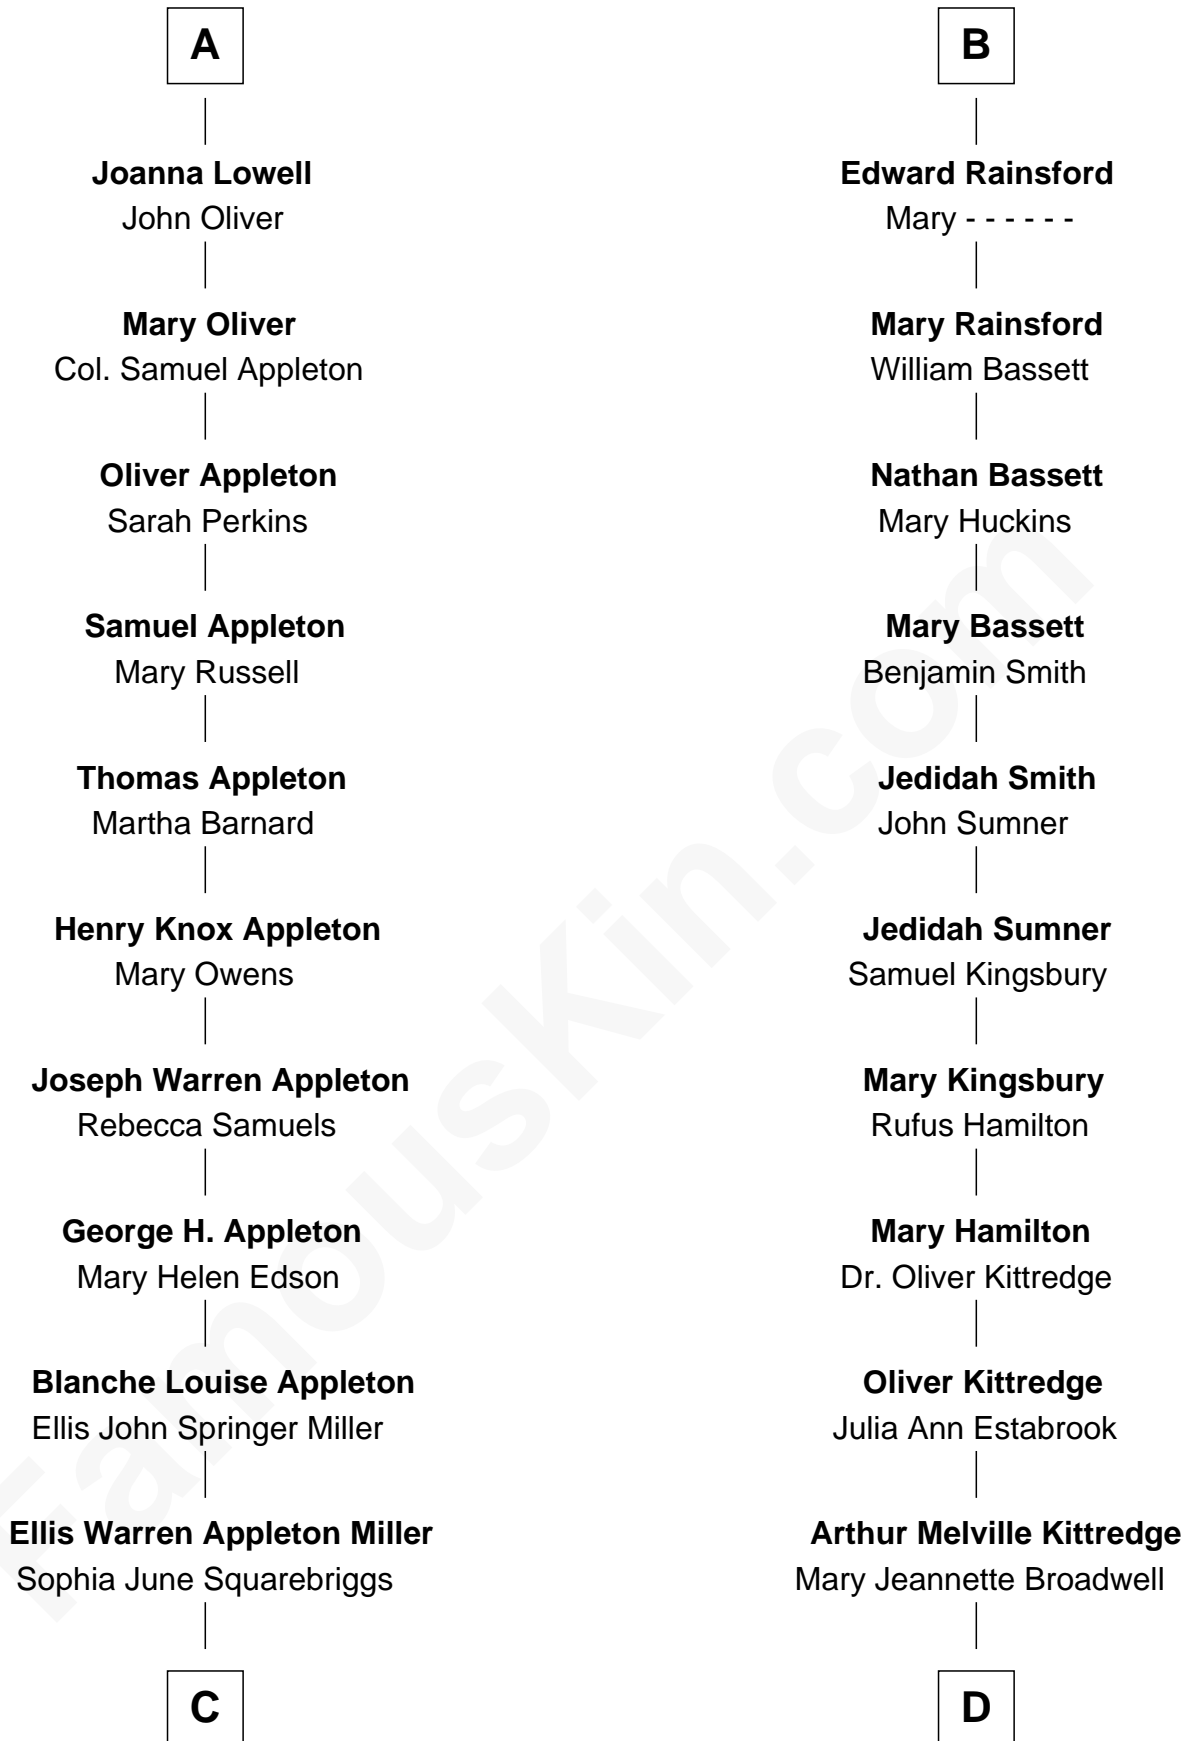 A
Joanna Lowell
John Oliver
Mary Oliver
Col. Samuel Appleton
Oliver Appleton
Sarah Perkins
Samuel Appleton
Mary Russell
Thomas Appleton
Martha Barnard
Henry Knox Appleton
Mary Owens
Joseph Warren Appleton
Rebecca Samuels
George H. Appleton
Mary Helen Edson
Blanche Louise Appleton
Ellis John Springer Miller
Ellis Warren Appleton Miller
Sophia June Squarebriggs
C
B
Edward Rainsford
Mary - - - - - -
Mary Rainsford
William Bassett
Nathan Bassett
Mary Huckins
Mary Bassett
Benjamin Smith
Jedidah Smith
John Sumner
Jedidah Sumner
Samuel Kingsbury
Mary Kingsbury
Rufus Hamilton
Mary Hamilton
Dr. Oliver Kittredge
Oliver Kittredge
Julia Ann Estabrook
Arthur Melville Kittredge
Mary Jeannette Broadwell
D
FamousKin.com